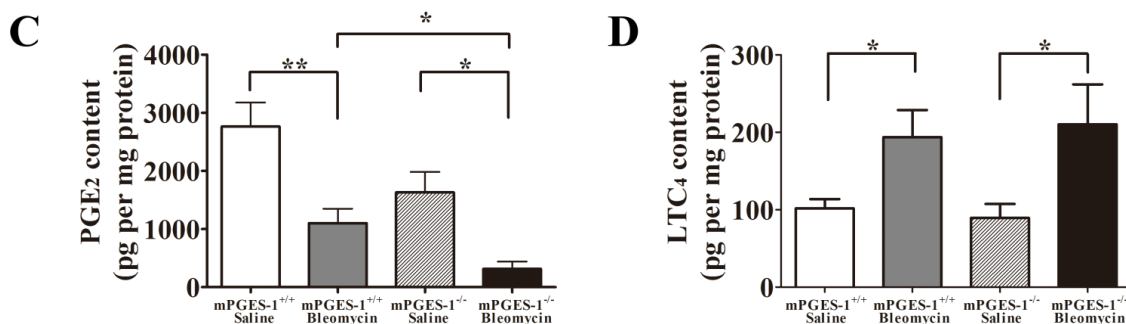 C
PGE2 content
(pg per mg protein)
4000
3000
2000
1000
0
**
*
*
mPGES-1+/+
Saline
mPGES-1+/+
Bleomycin
mPGES-1-/-
Saline
mPGES-1-/-
Bleomycin
D
LTC4 content
(pg per mg protein)
300
200
100
0
*
*
mPGES-1+/+
Saline
mPGES-1+/+
Bleomycin
mPGES-1-/-
Saline
mPGES-1-/-
Bleomycin